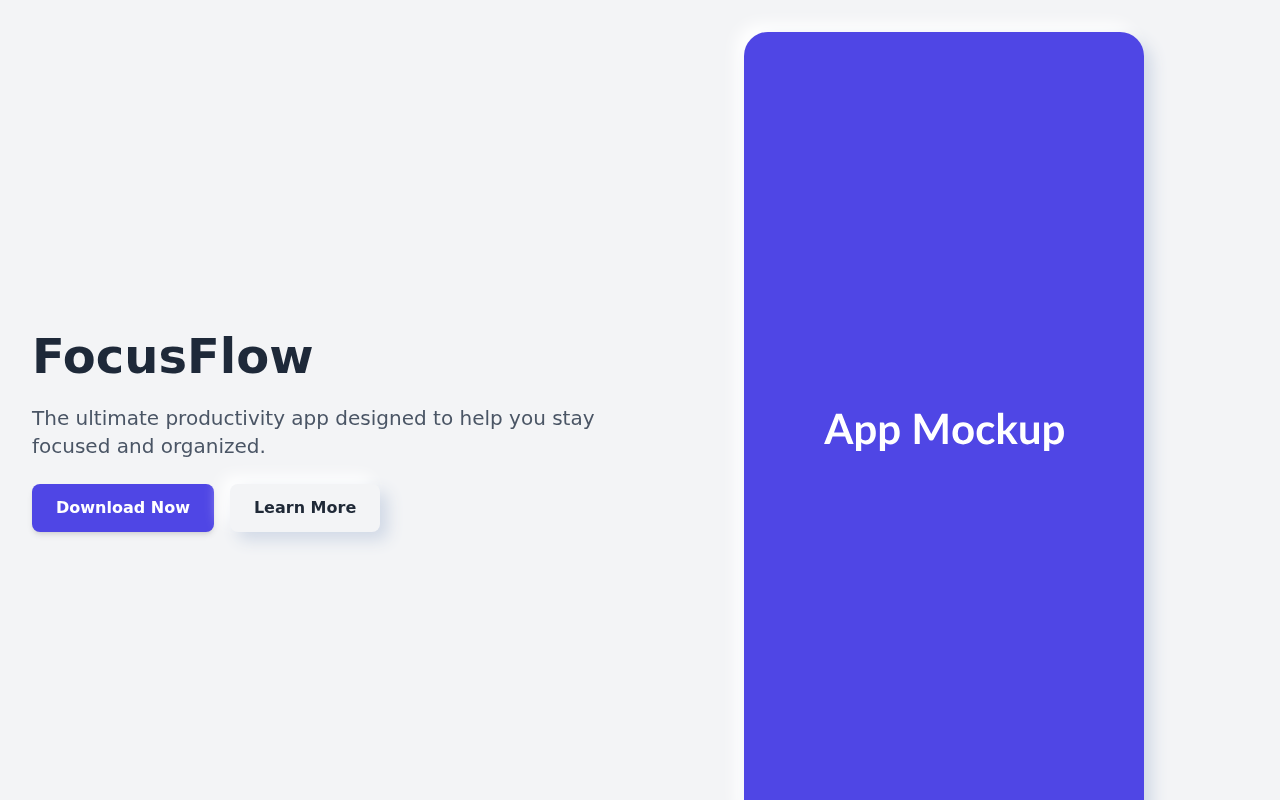 FocusFlow
The ultimate productivity app designed to help you stay
focused and organized.
Download Now
Learn More
App Mockup